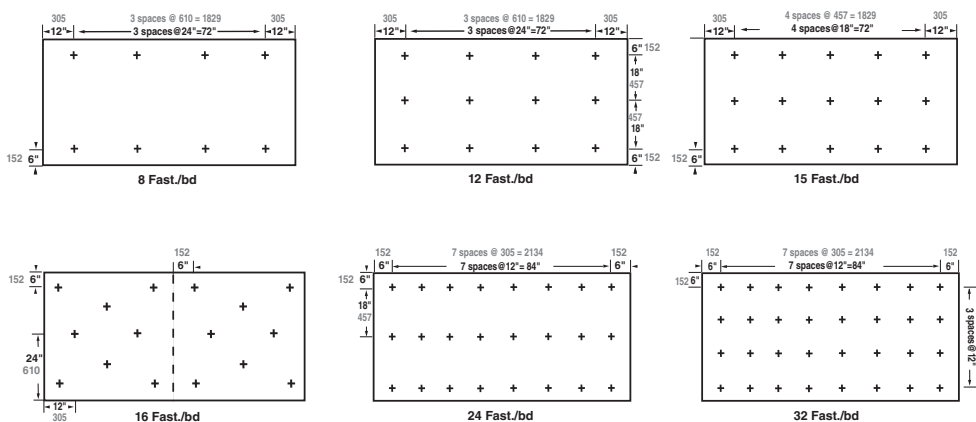 305 3 spaces @ 610 = 1829 305
12" 3 spaces@24"=72" 12"
152 6"
8 Fast./bd
305 3 spaces @ 610 = 1829 305
12" 3 spaces@24"=72" 12"
6" 152
18"
457
457
18"
6" 152
12 Fast./bd
305 4 spaces @ 457 = 1829 305
12" 4 spaces@18"=72" 12"
152 6"
15 Fast./bd
152
6"
152 6"
24"
610
12"
305
16 Fast./bd
152 7 spaces @ 305 = 2134 152
6" 7 spaces@12"= 84" 6"
152 6"
18"
457
24 Fast./bd
152 7 spaces @ 305 = 2134 152
6" 7 spaces@12"=84" 6"
152 6"
3 spaces@12"
32 Fast./bd